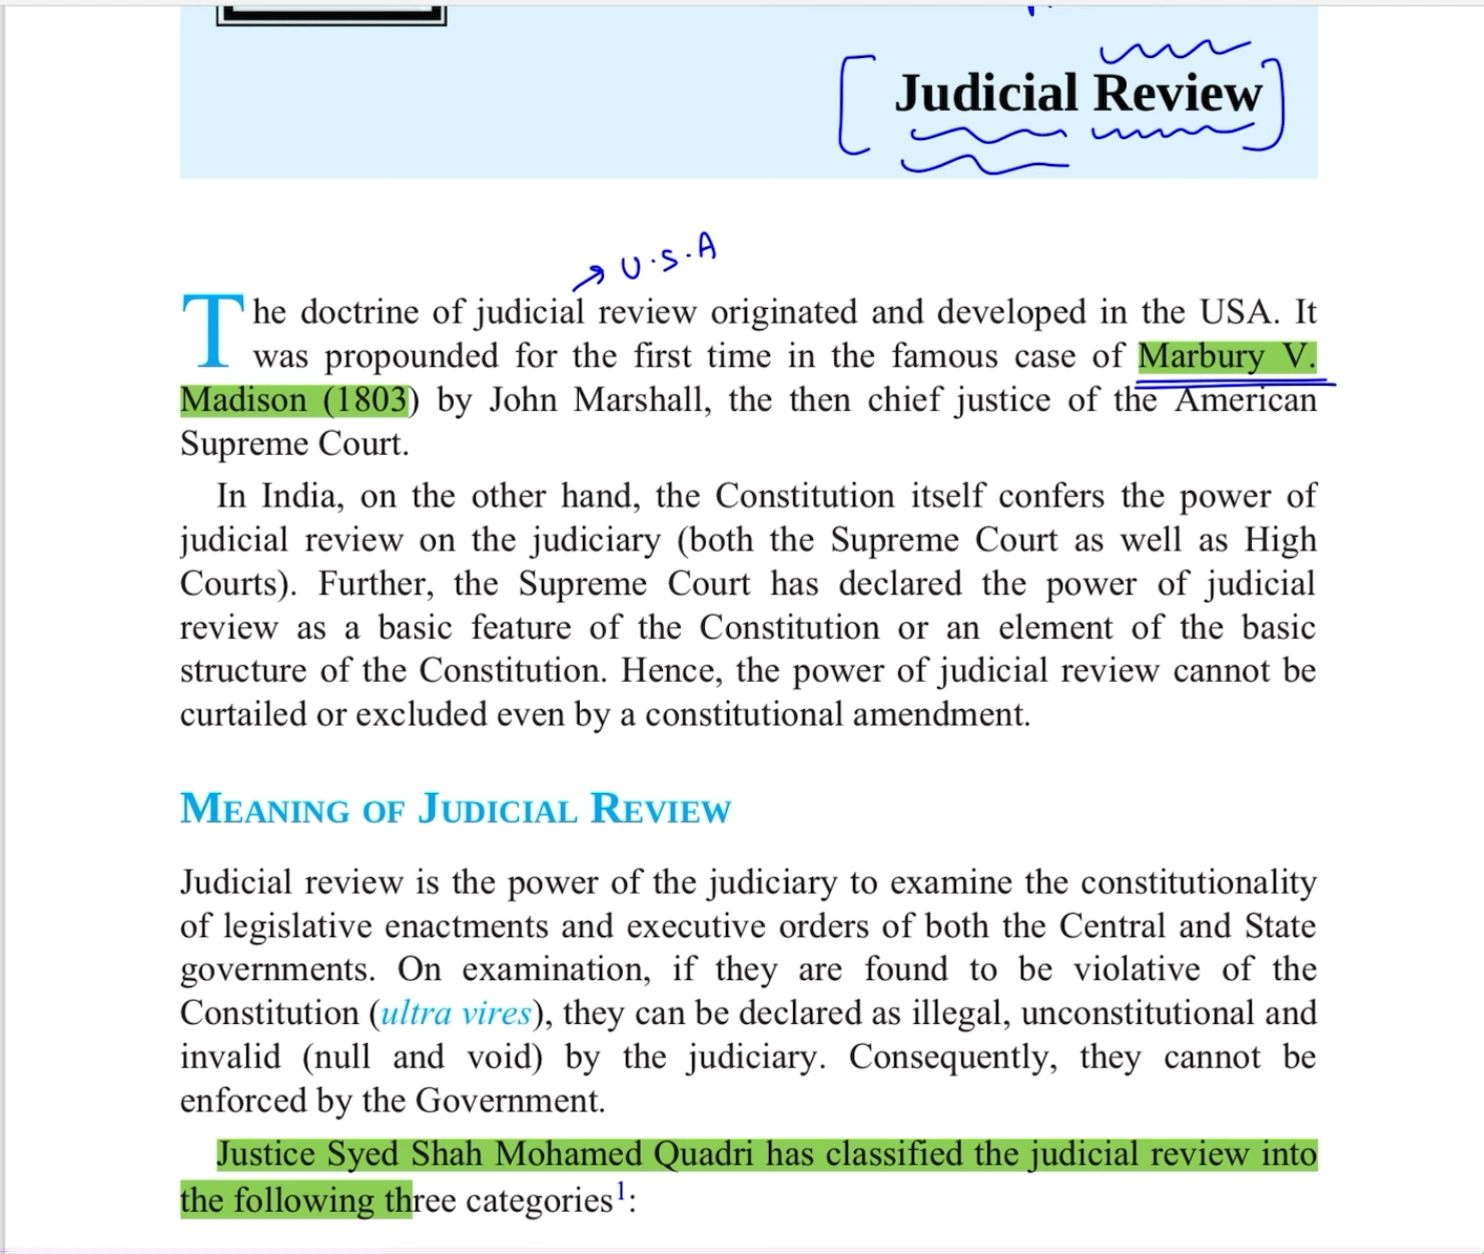 Judicial Review
U.S.A
The doctrine of judicial review originated and developed in the USA. It
was propounded for the first time in the famous case of Marbury V.
Madison (1803) by John Marshall, the then chief justice of the American
Supreme Court.
In India, on the other hand, the Constitution itself confers the power of
judicial review on the judiciary (both the Supreme Court as well as High
Courts). Further, the Supreme Court has declared the power of judicial
review as a basic feature of the Constitution or an element of the basic
structure of the Constitution. Hence, the power of judicial review cannot be
curtailed or excluded even by a constitutional amendment.
MEANING OF JUDICIAL REVIEW
Judicial review is the power of the judiciary to examine the constitutionality
of legislative enactments and executive orders of both the Central and State
governments. On examination, if they are found to be violative of the
Constitution (ultra vires), they can be declared as illegal, unconstitutional and
invalid (null and void) by the judiciary. Consequently, they cannot be
enforced by the Government.
Justice Syed Shah Mohamed Quadri has classified the judicial review into
the following three categories1: